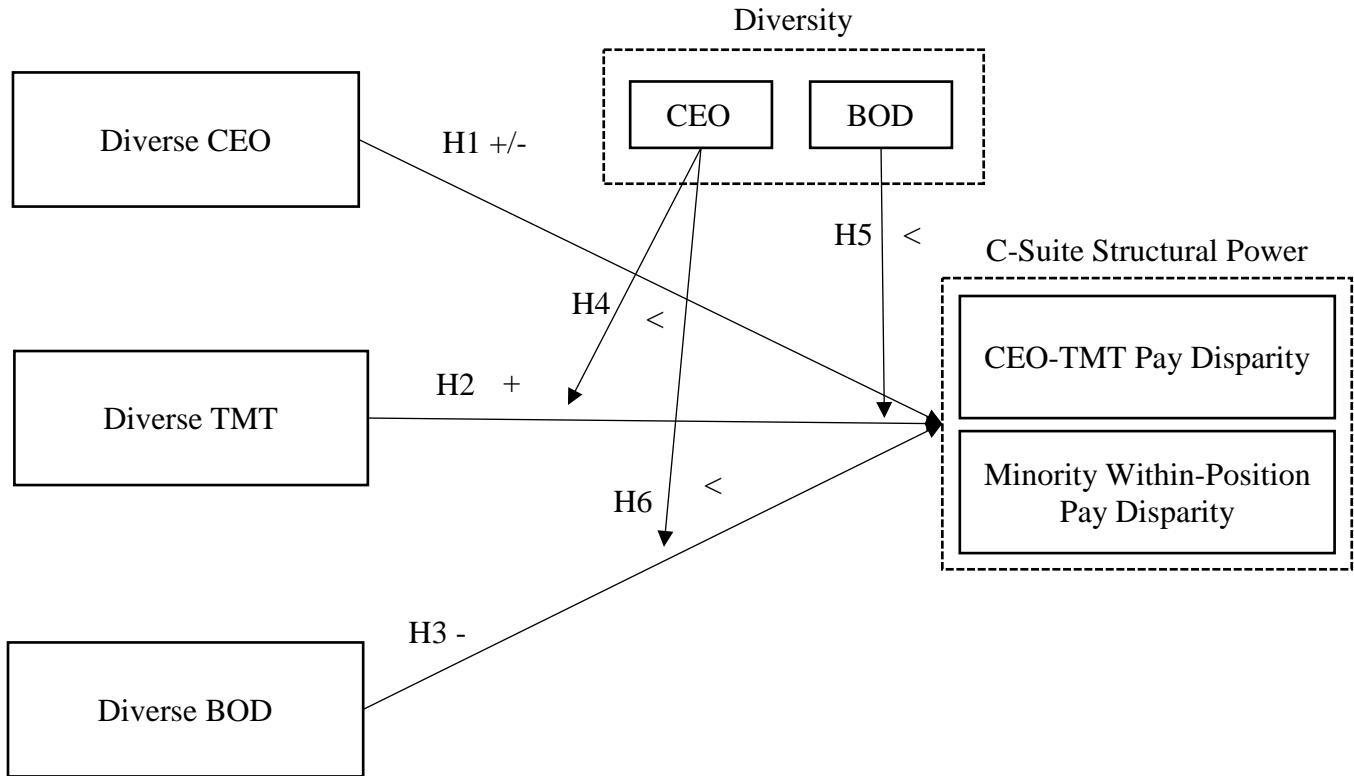 Diversity
CEO
BOD
Diverse CEO
H1 +/-
H5 <
C-Suite Structural Power
H4 <
CEO-TMT Pay Disparity
H2 +
Diverse TMT
Minority Within-Position
Pay Disparity
H6 <
H3 -
Diverse BOD